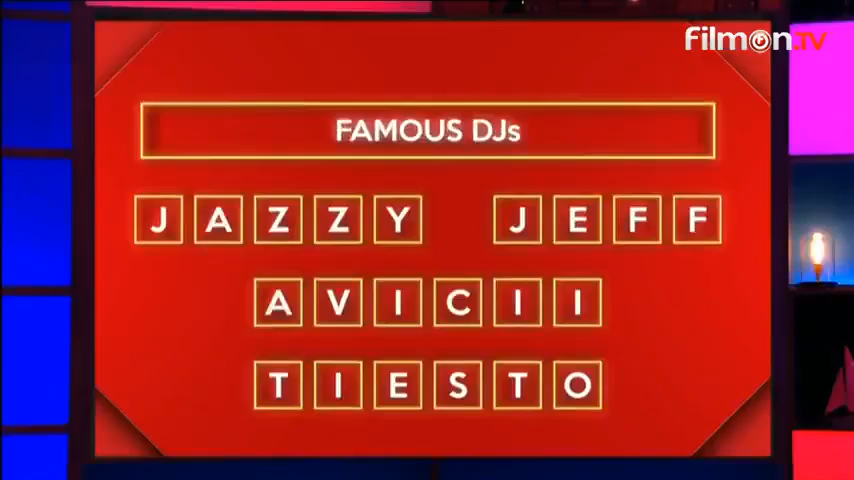 Filmon.TV
FAMOUS DJs
JAZZY JEFF
AVICII
TIESTO